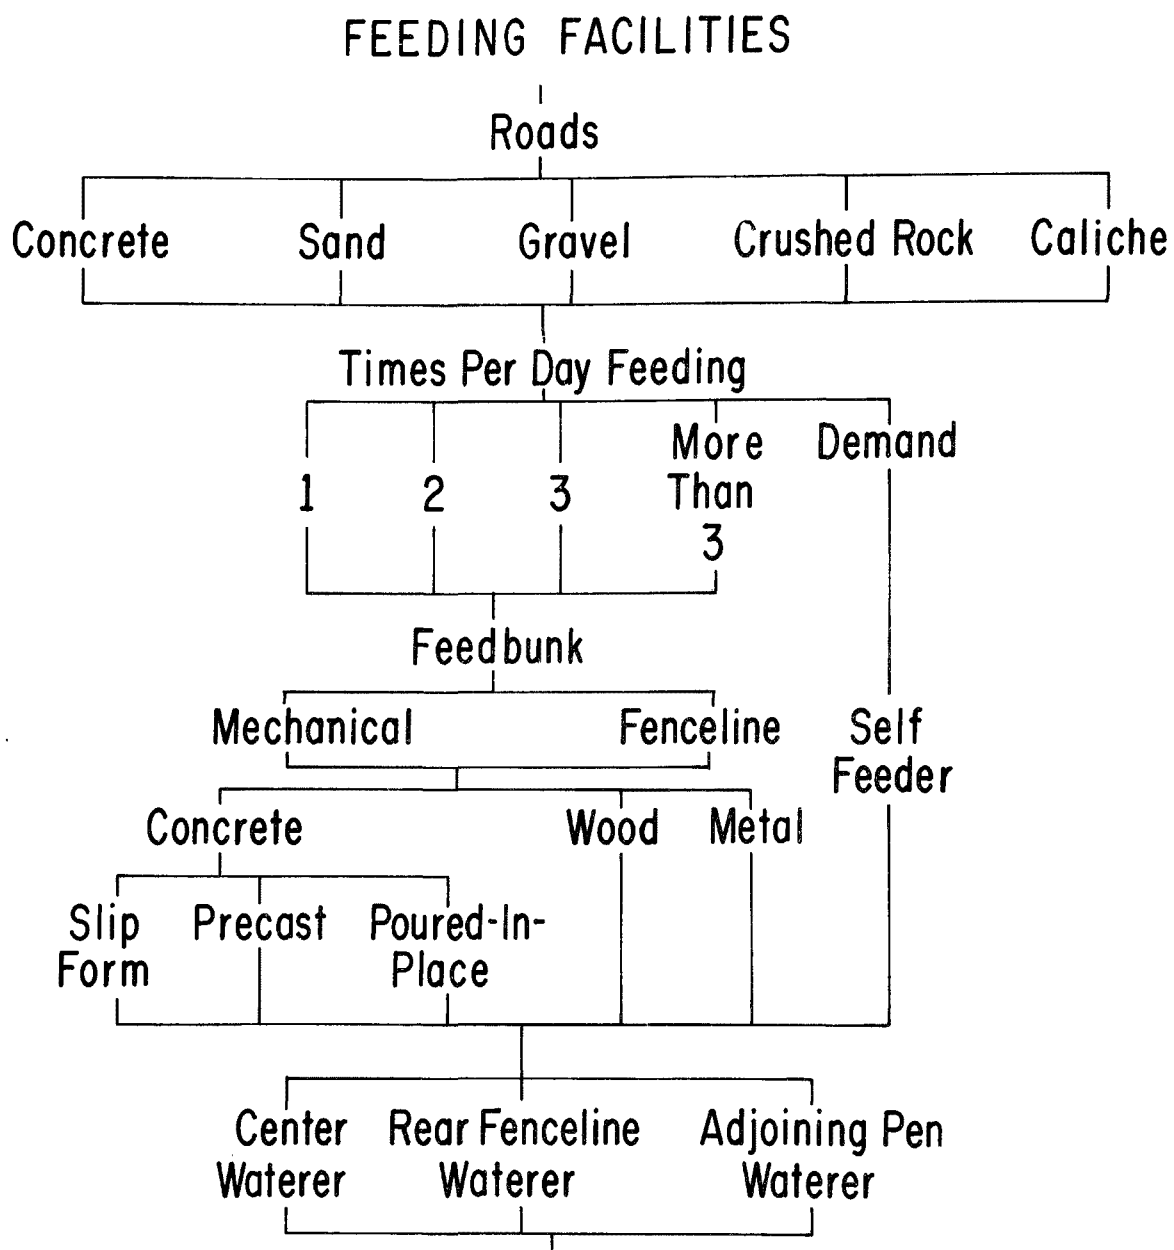 FEEDING FACILITIES
Roads
Concrete Sand Gravel Crushed Rock Caliche
Times Per Day Feeding
1 2 3 More Than 3 Demand
Feedbunk
Mechanical Fenceline Self Feeder
Concrete Wood Metal
Slip Form Precast Poured-In-Place
Center Waterer Rear Fenceline Waterer Adjoining Pen Waterer